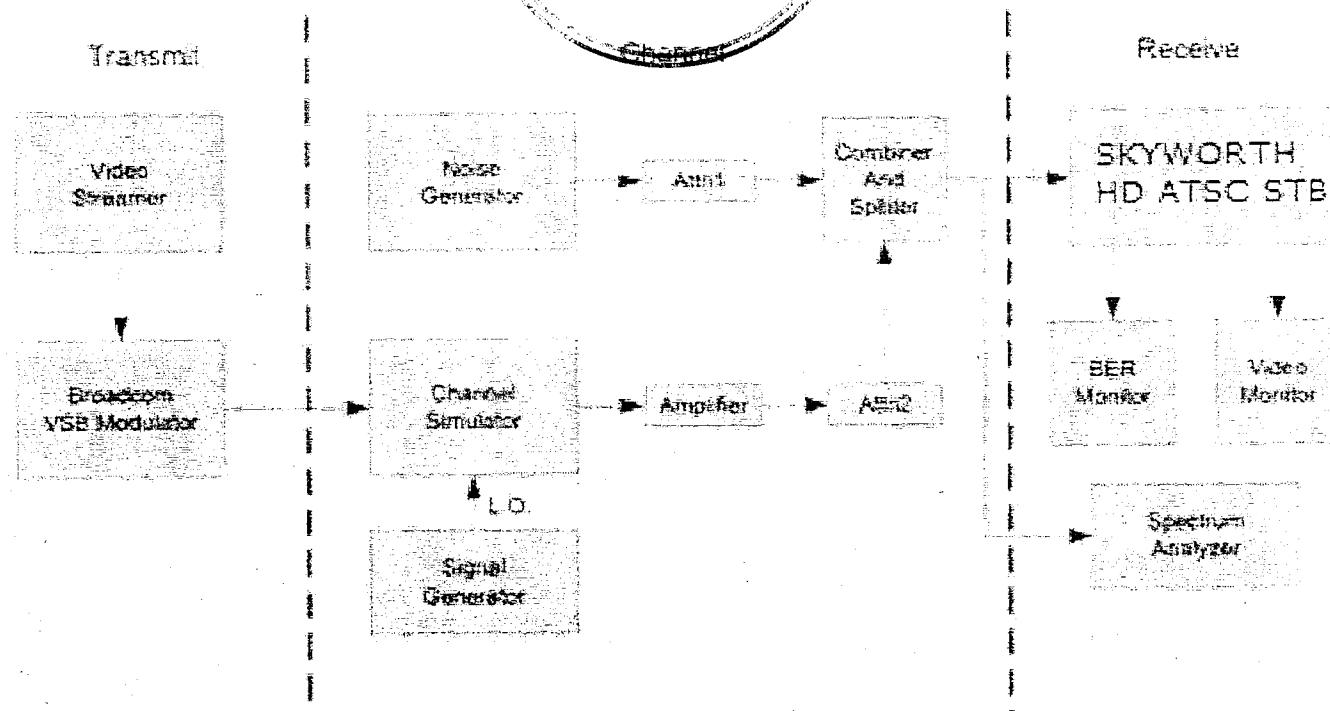 Transmit
Channel
Receive
Video
Streamer
Noise
Generator
Attn1
Combiner
And
Splitter
SKYWORTH
HD ATSC STB
Broadcom
VSB Modulator
Channel
Simulator
Amplifier
Attn2
BER
Monitor
Video
Monitor
L.O.
Signal
Generator
Spectrum
Analyzer